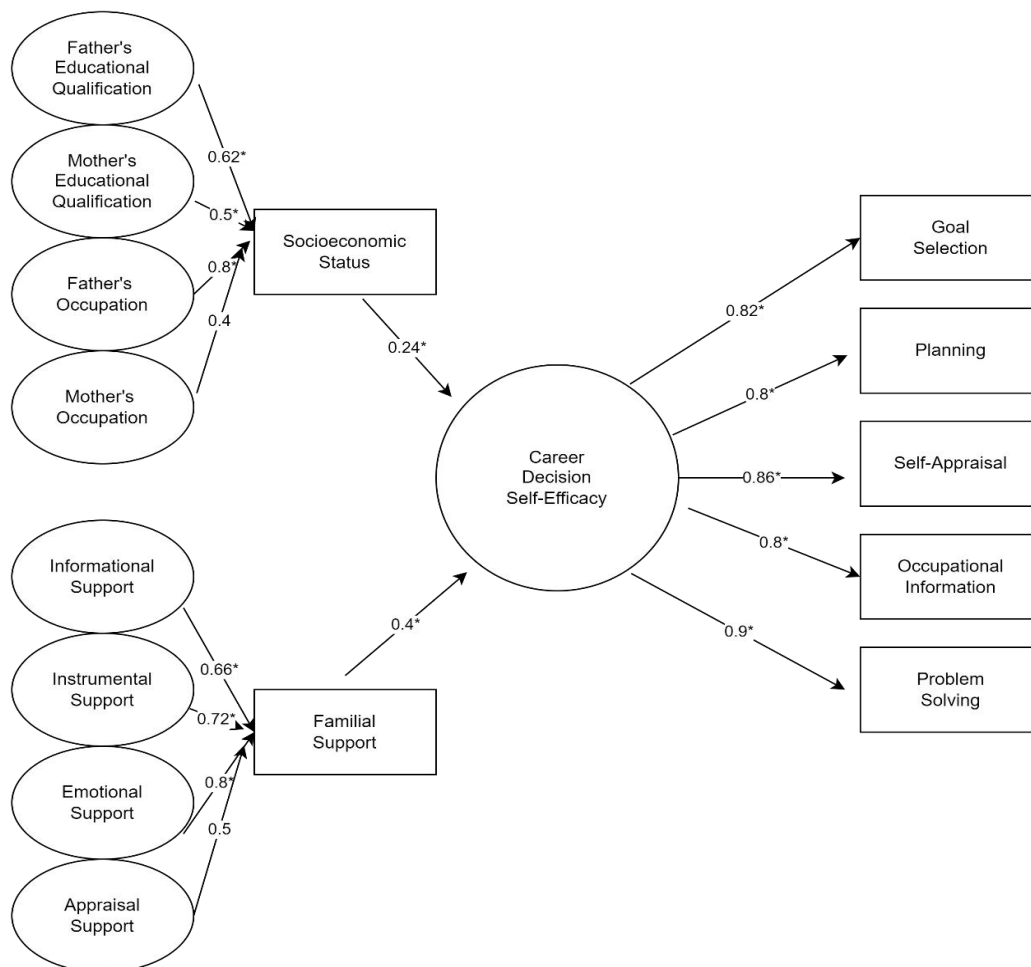 Father's
Educational
Qualification
0.62*
Mother's
Educational
Qualification
0.5*
Father's
Occupation
0.8*
0.4
Mother's
Occupation
Socioeconomic
Status
0.24*
Informational
Support
0.66*
Instrumental
Support
0.72*
Emotional
Support
0.8*
0.5
Appraisal
Support
Familial
Support
0.4*
Career
Decision
Self-Efficacy
0.82*
Goal
Selection
0.8*
Planning
0.86*
Self-Appraisal
0.8*
Occupational
Information
0.9*
Problem
Solving